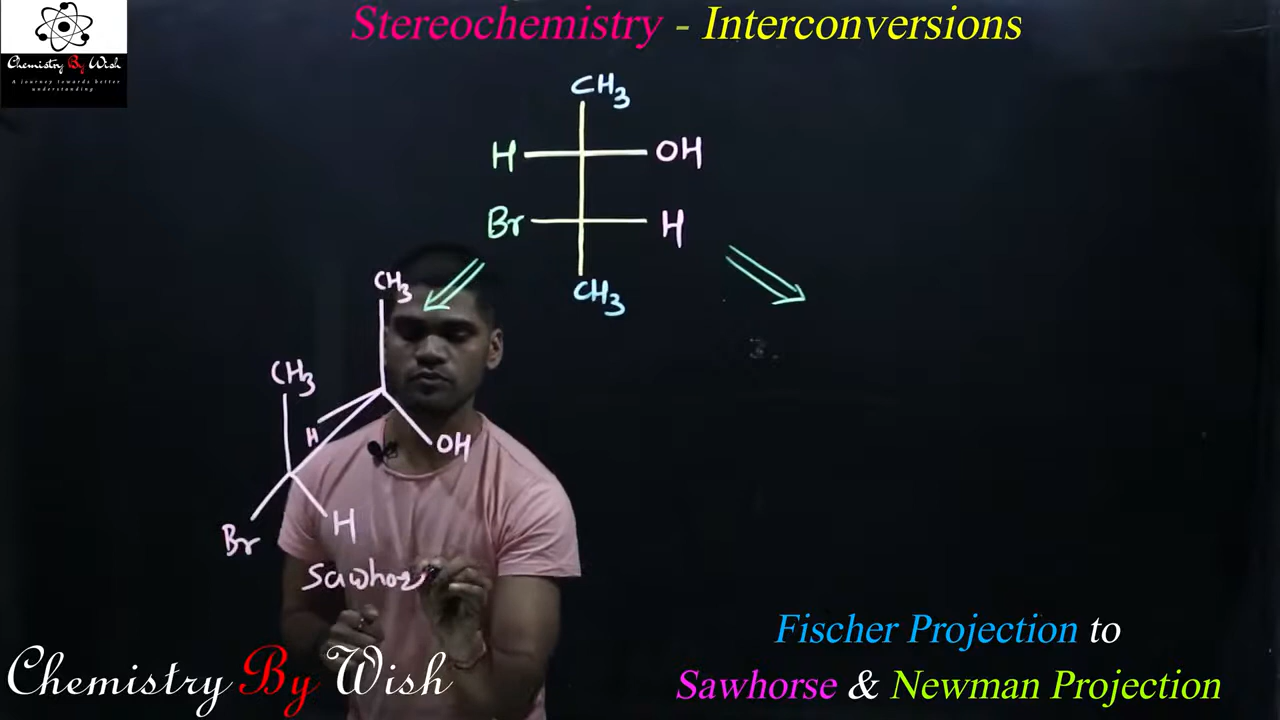 Stereochemistry - Interconversions
Chemistry By Wish
A journey towards better
understanding
CH3
H OH
Br H
CH3
CH3
CH3
H
OH
Br
H
Sawhor
Fischer Projection to
Sawhorse & Newman Projection
Chemistry By Wish